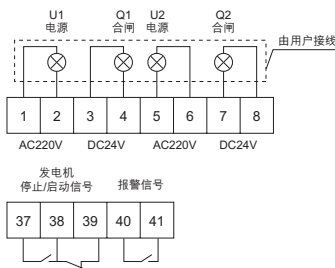 U1 Q1 U2 Q2
电源 合闸 电源 合闸
由用户接线
1 2 3 4 5 6 7 8
AC220V DC24V AC220V DC24V
发电机
停止/启动信号 报警信号
37 38 39 40 41